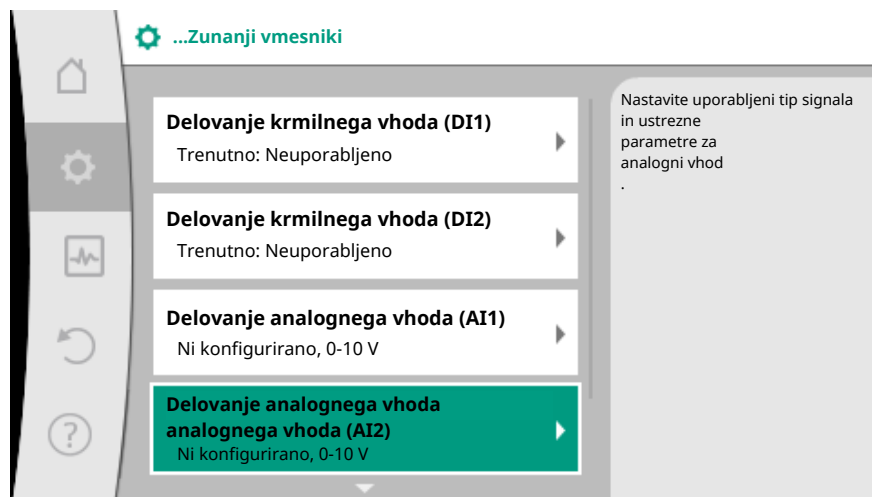 ...Zunanji vmesniki
Delovanje krmilnega vhoda (DI1)
Trenutno: Neuporabljeno
Delovanje krmilnega vhoda (DI2)
Trenutno: Neuporabljeno
Delovanje analognega vhoda (AI1)
Ni konfigurirano, 0-10 V
Delovanje analognega vhoda
analognega vhoda (AI2)
Ni konfigurirano, 0-10 V
Nastavite uporabljeni tip signala
in ustrezne
parametre za
analogni vhod
.
?